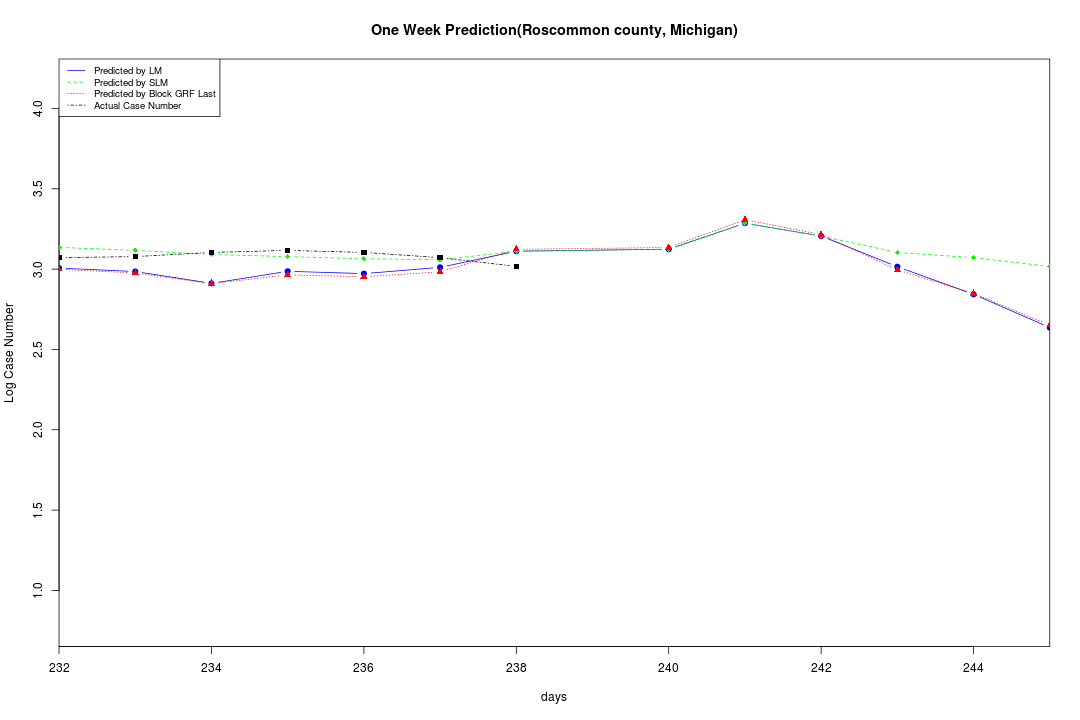 One Week Prediction(Roscommon county, Michigan)
Predicted by LM
Predicted by SLM
Predicted by Block GRF Last
Actual Case Number
4.0
3.5
3.0
2.5
2.0
1.5
1.0
Log Case Number
232
234
236
238
240
242
244
days